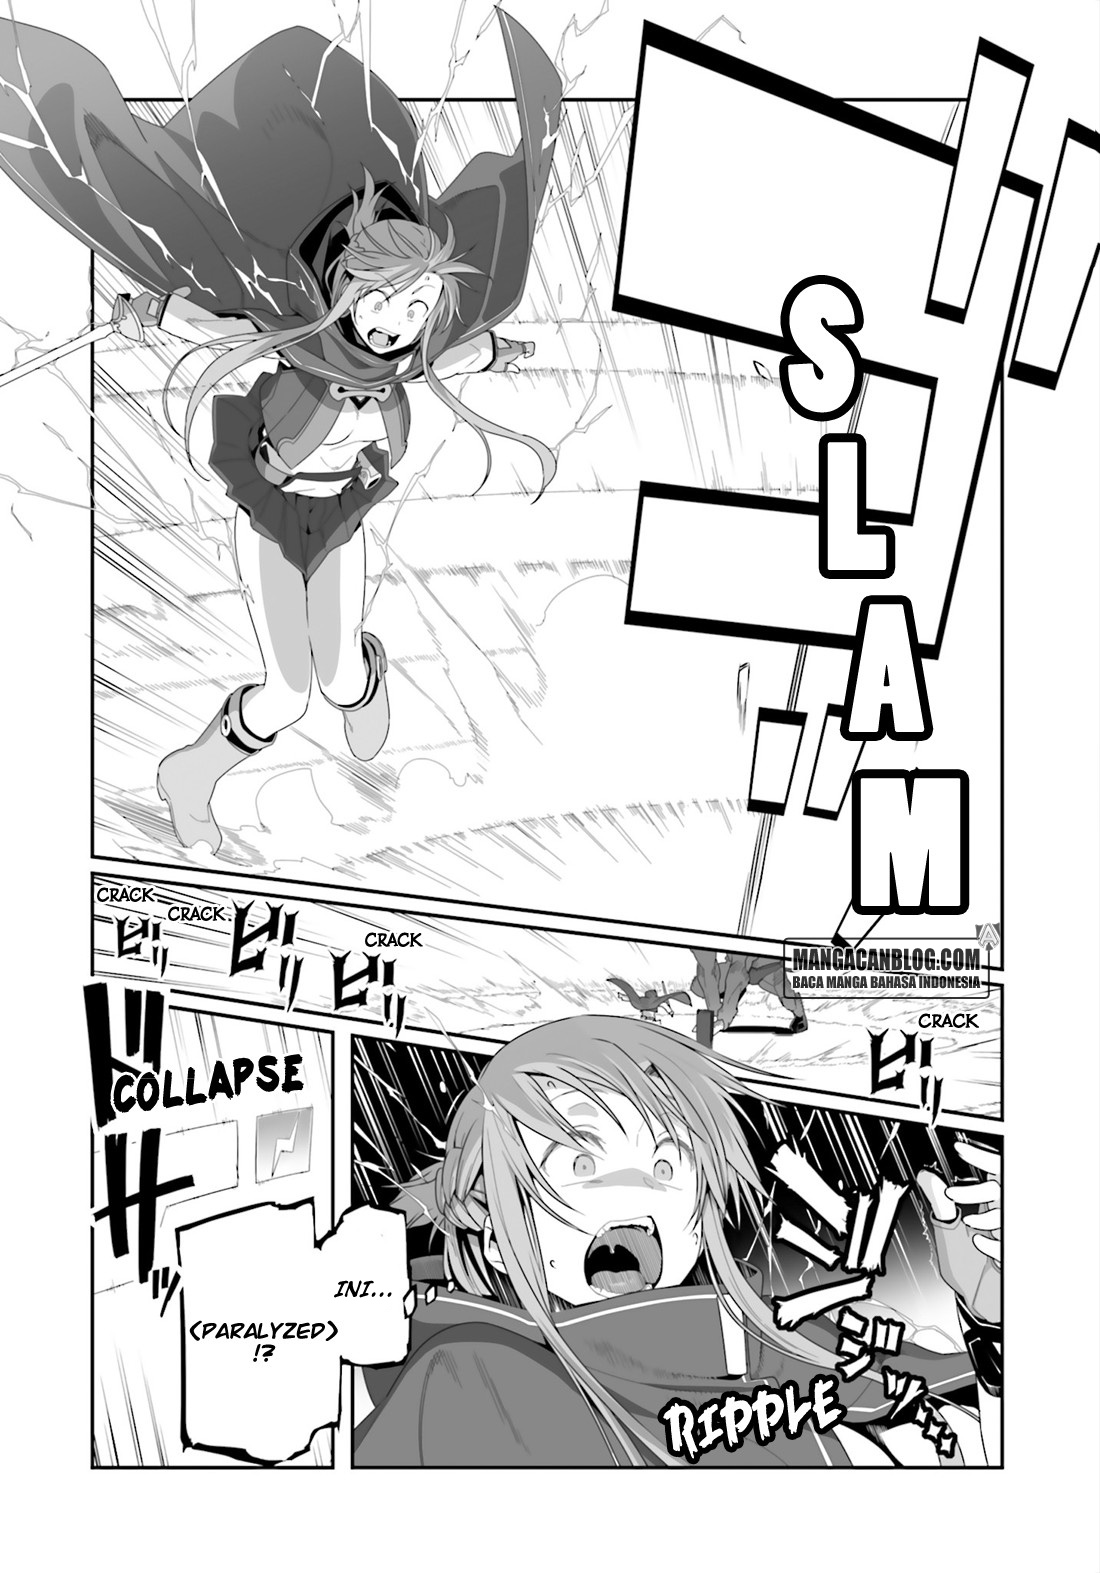 SLAM
CRACK
CRACK
CRACK
ビリ
ビリ
ビリ
MANGACANBLOG.COM
BACA MANGA BAHASA INDONESIA
CRACK
ビリ
COLLAPSE
INI...
(PARALYZED)
!?
RIPPLE